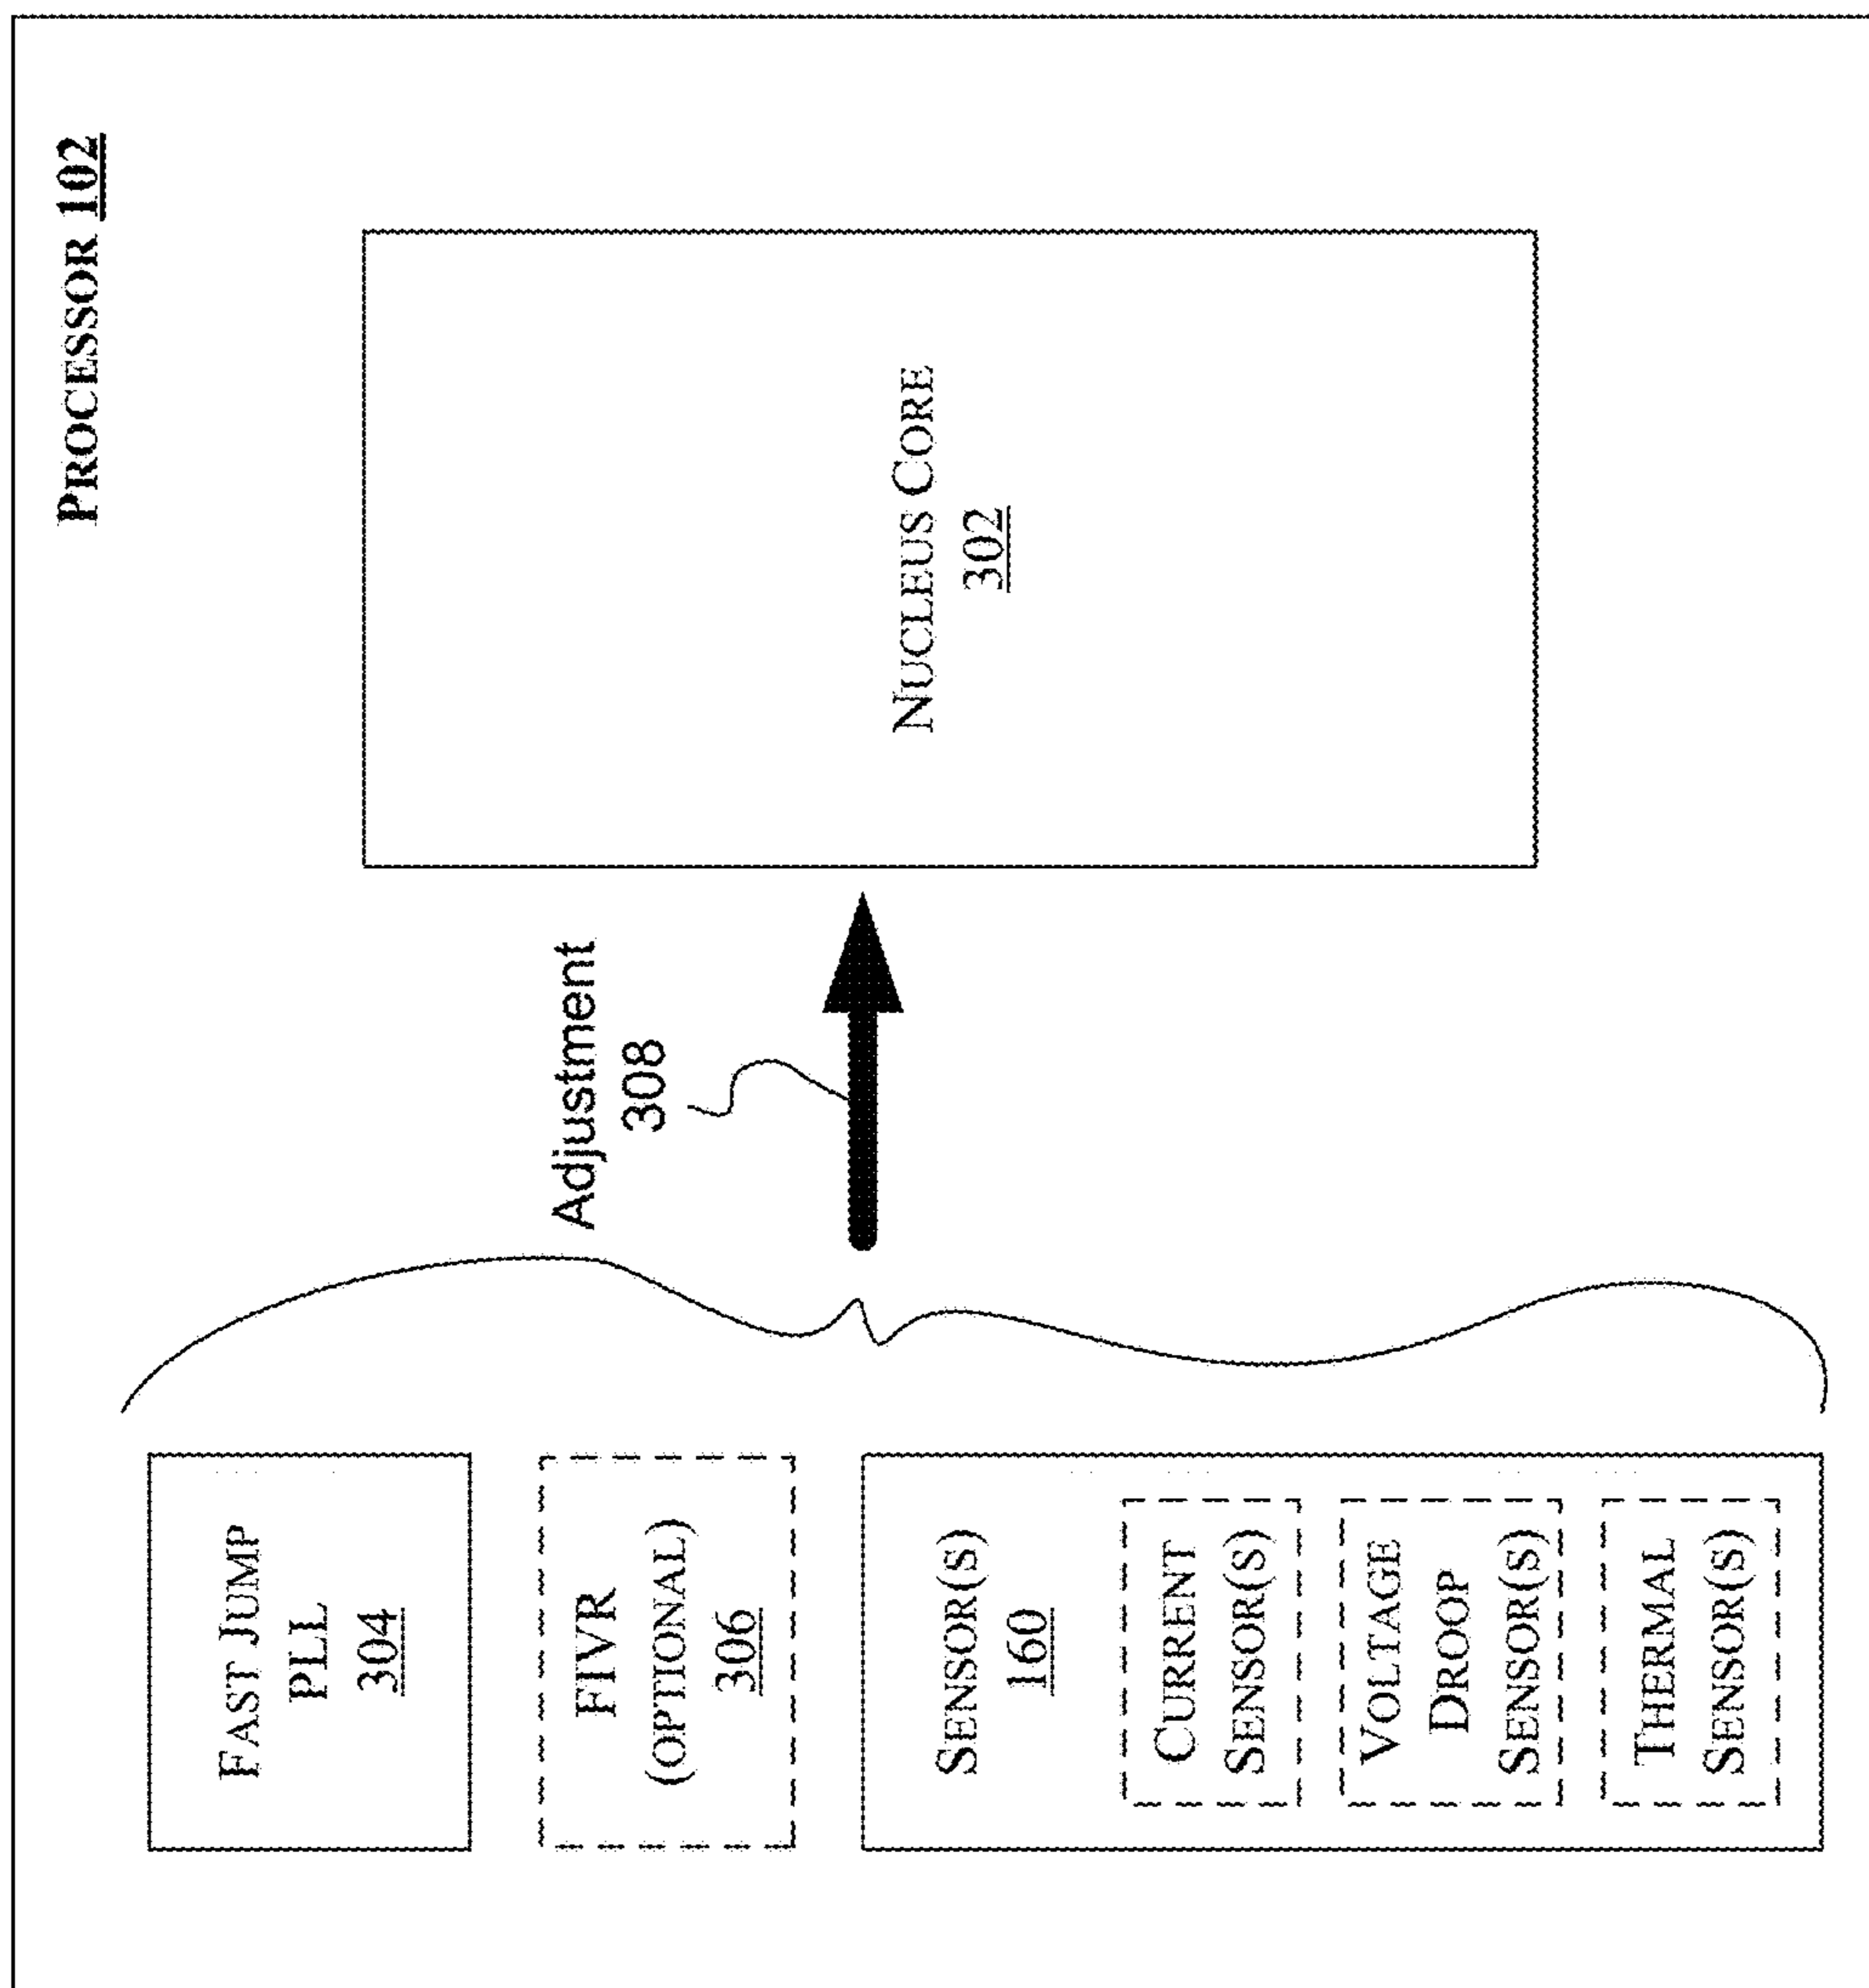 PROCESSOR 102
FAST JUMP
PLL
304
FIVR
(OPTIONAL)
306
SENSOR(S)
160
CURRENT
SENSOR(S)
VOLTAGE
DROOP
SENSOR(S)
THERMAL
SENSOR(S)
Adjustment
308
NUCLEUS CORE
302